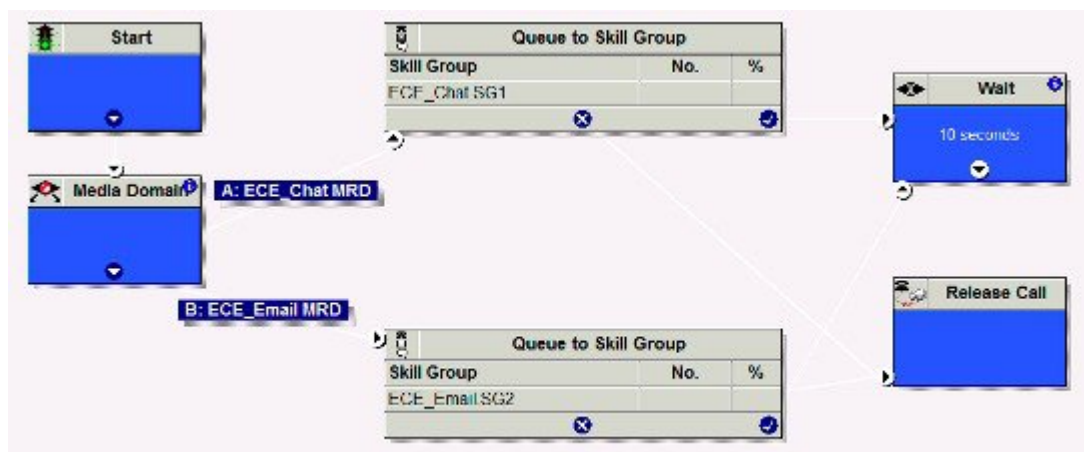 Start
Media Domain
A: ECE_Chat MRD
B: ECE_Email MRD
Queue to Skill Group
Skill Group No. %
ECE_Chat SG1
Queue to Skill Group
Skill Group No. %
ECE_Email SG2
Wait
10 seconds
Release Call